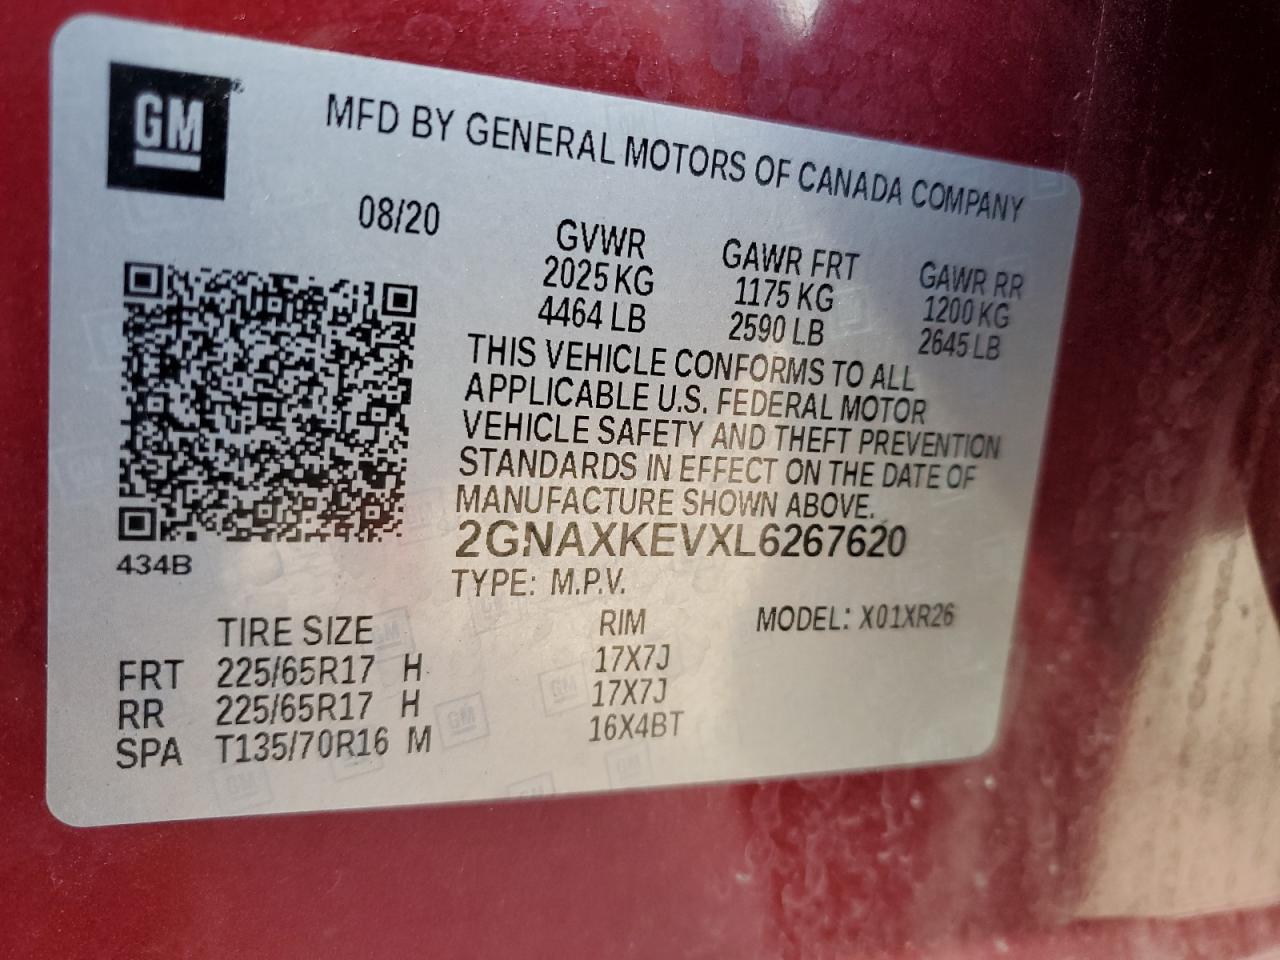 GM
MFD BY GENERAL MOTORS OF CANADA COMPANY
08/20
GVWR GAWR FRT GAWR RR
2025 KG 1175 KG 1200 KG
4464 LB 2590 LB 2645 LB
THIS VEHICLE CONFORMS TO ALL
APPLICABLE U.S. FEDERAL MOTOR
VEHICLE SAFETY AND THEFT PREVENTION
STANDARDS IN EFFECT ON THE DATE OF
MANUFACTURE SHOWN ABOVE.
2GNAXKEVXL6267620
434B
TYPE: M.P.V.
MODEL: X01XR26
TIRE SIZE RIM
FRT 225/65R17 H 17X7J
RR 225/65R17 H 17X7J
SPA T135/70R16 M 16X4BT